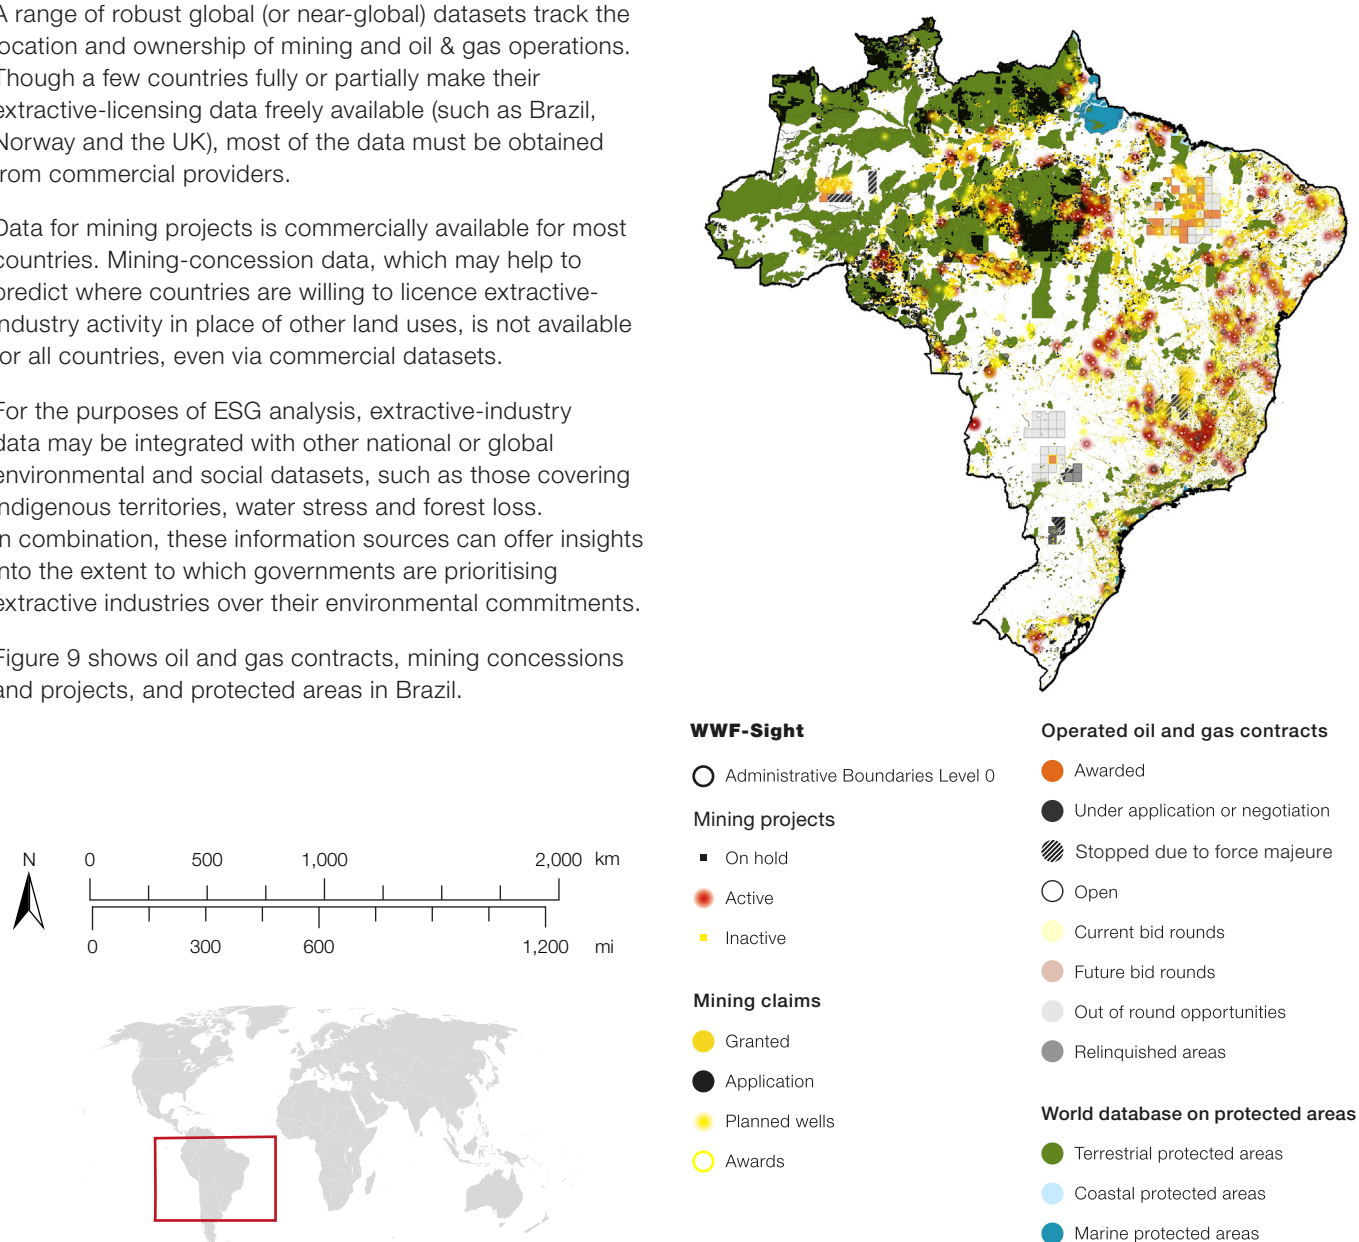 A range of robust global (or near-global) datasets track the
location and ownership of mining and oil & gas operations.
Though a few countries fully or partially make their
extractive-licensing data freely available (such as Brazil,
Norway and the UK), most of the data must be obtained
from commercial providers.
Data for mining projects is commercially available for most
countries. Mining-concession data, which may help to
predict where countries are willing to licence extractive-
industry activity in place of other land uses, is not available
for all countries, even via commercial datasets.
For the purposes of ESG analysis, extractive-industry
data may be integrated with other national or global
environmental and social datasets, such as those covering
indigenous territories, water stress and forest loss.
In combination, these information sources can offer insights
into the extent to which governments are prioritising
extractive industries over their environmental commitments.
Figure 9 shows oil and gas contracts, mining concessions
and projects, and protected areas in Brazil.
N
0 500 1,000 2,000 km
0 300 600 1,200 mi
WWF-Sight
Administrative Boundaries Level 0
Mining projects
On hold
Active
Inactive
Mining claims
Granted
Application
Planned wells
Awards
Operated oil and gas contracts
Awarded
Under application or negotiation
Stopped due to force majeure
Open
Current bid rounds
Future bid rounds
Out of round opportunities
Relinquished areas
World database on protected areas
Terrestrial protected areas
Coastal protected areas
Marine protected areas